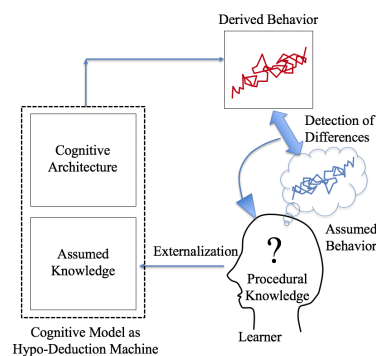 Derived Behavior
Detection of
Differences
Cognitive
Architecture
Assumed
Knowledge
Externalization
?
Procedural
Knowledge
Assumed
Behavior
Learner
Cognitive Model as
Hypo-Deduction Machine